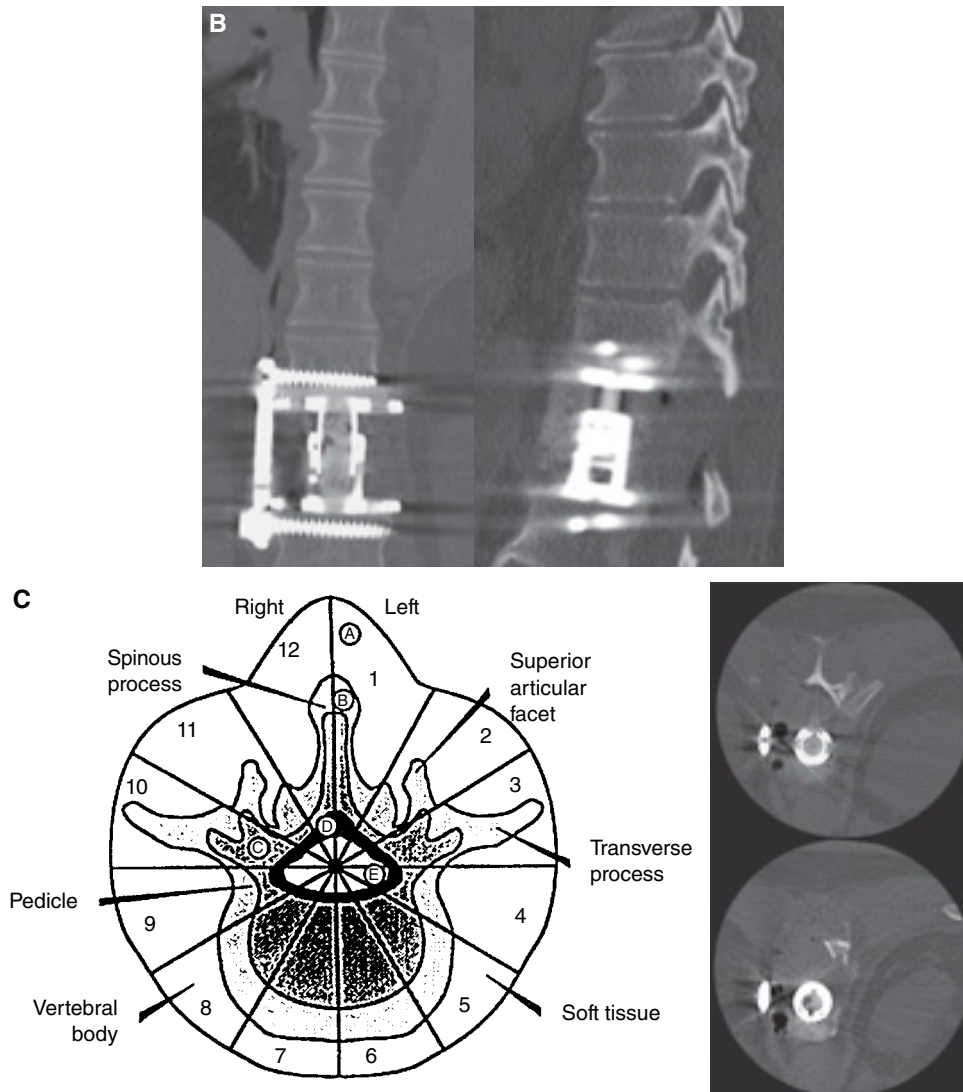 B
C
Right Left
12
A
Spinous
process
1
B
Superior
articular
facet
11
2
10
3
D
C
E
Transverse
process
Pedicle
9
4
Vertebral
body
8
5
Soft tissue
7
6